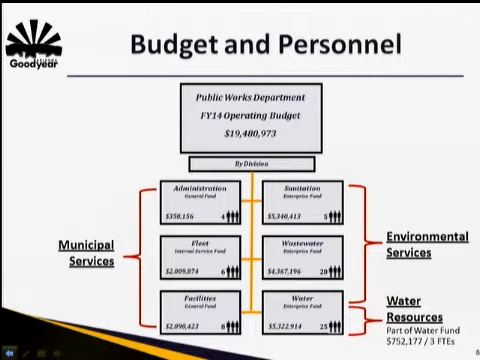 Budget and Personnel
Goodyear
Public Works Department
FY14 Operating Budget
$19,480,973
By Division
Administration
General Fund
$350,156 4
Sanitation
Enterprise Fund
$5,340,413 5
Fleet
Internal Service Fund
$2,009,874 6
Wastewater
Enterprise Fund
$4,367,196 20
Facilities
General Fund
$2,090,423 8
Water
Enterprise Fund
$5,322,914 25
Municipal
Services
Environmental
Services
Water
Resources
Part of Water Fund
$752,177 / 3 FTEs
6